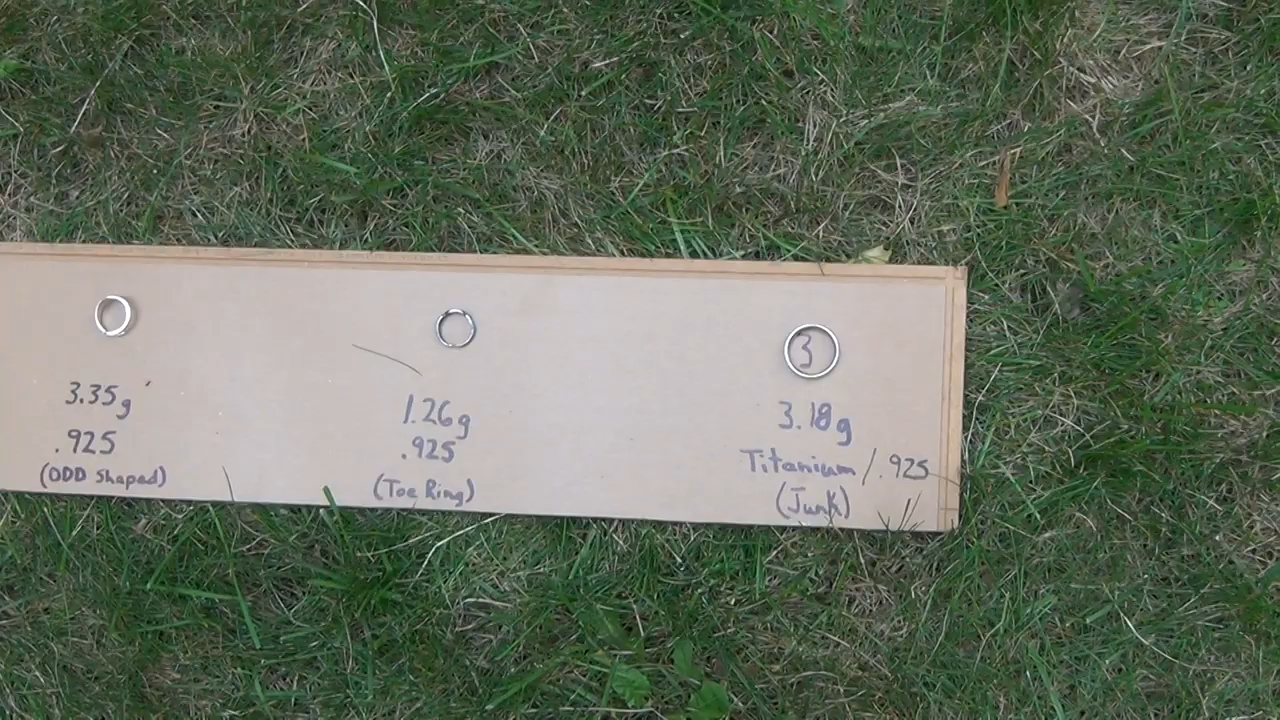 3.35g
.925
(ODD Shaped)
1.26g
.925
(Toe Ring)
3
3.18g
Titanium / .925
(Junk)